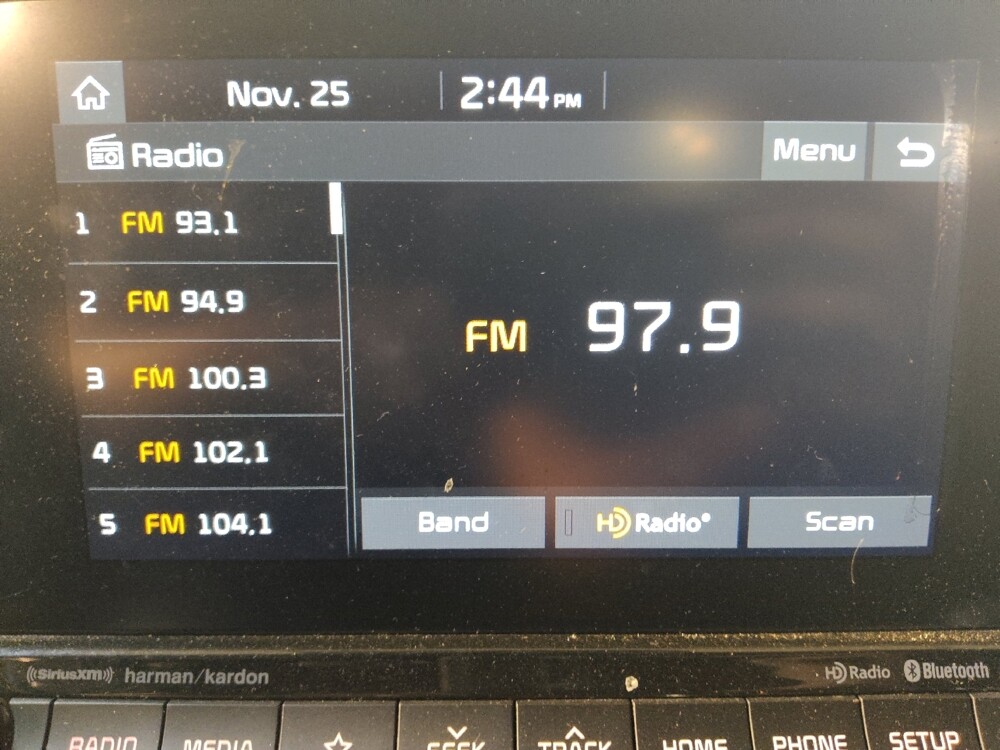 Nov. 25 2:44 PM
Radio Menu
1 FM 93.1
2 FM 94.9
3 FM 100.3
4 FM 102.1
5 FM 104.1
FM 97.9
Band HD Radio® Scan
((SiriusXM)) harman/kardon HD Radio Bluetooth
RADIO MEDIA SEEK TRACK HOME PHONE SETUP